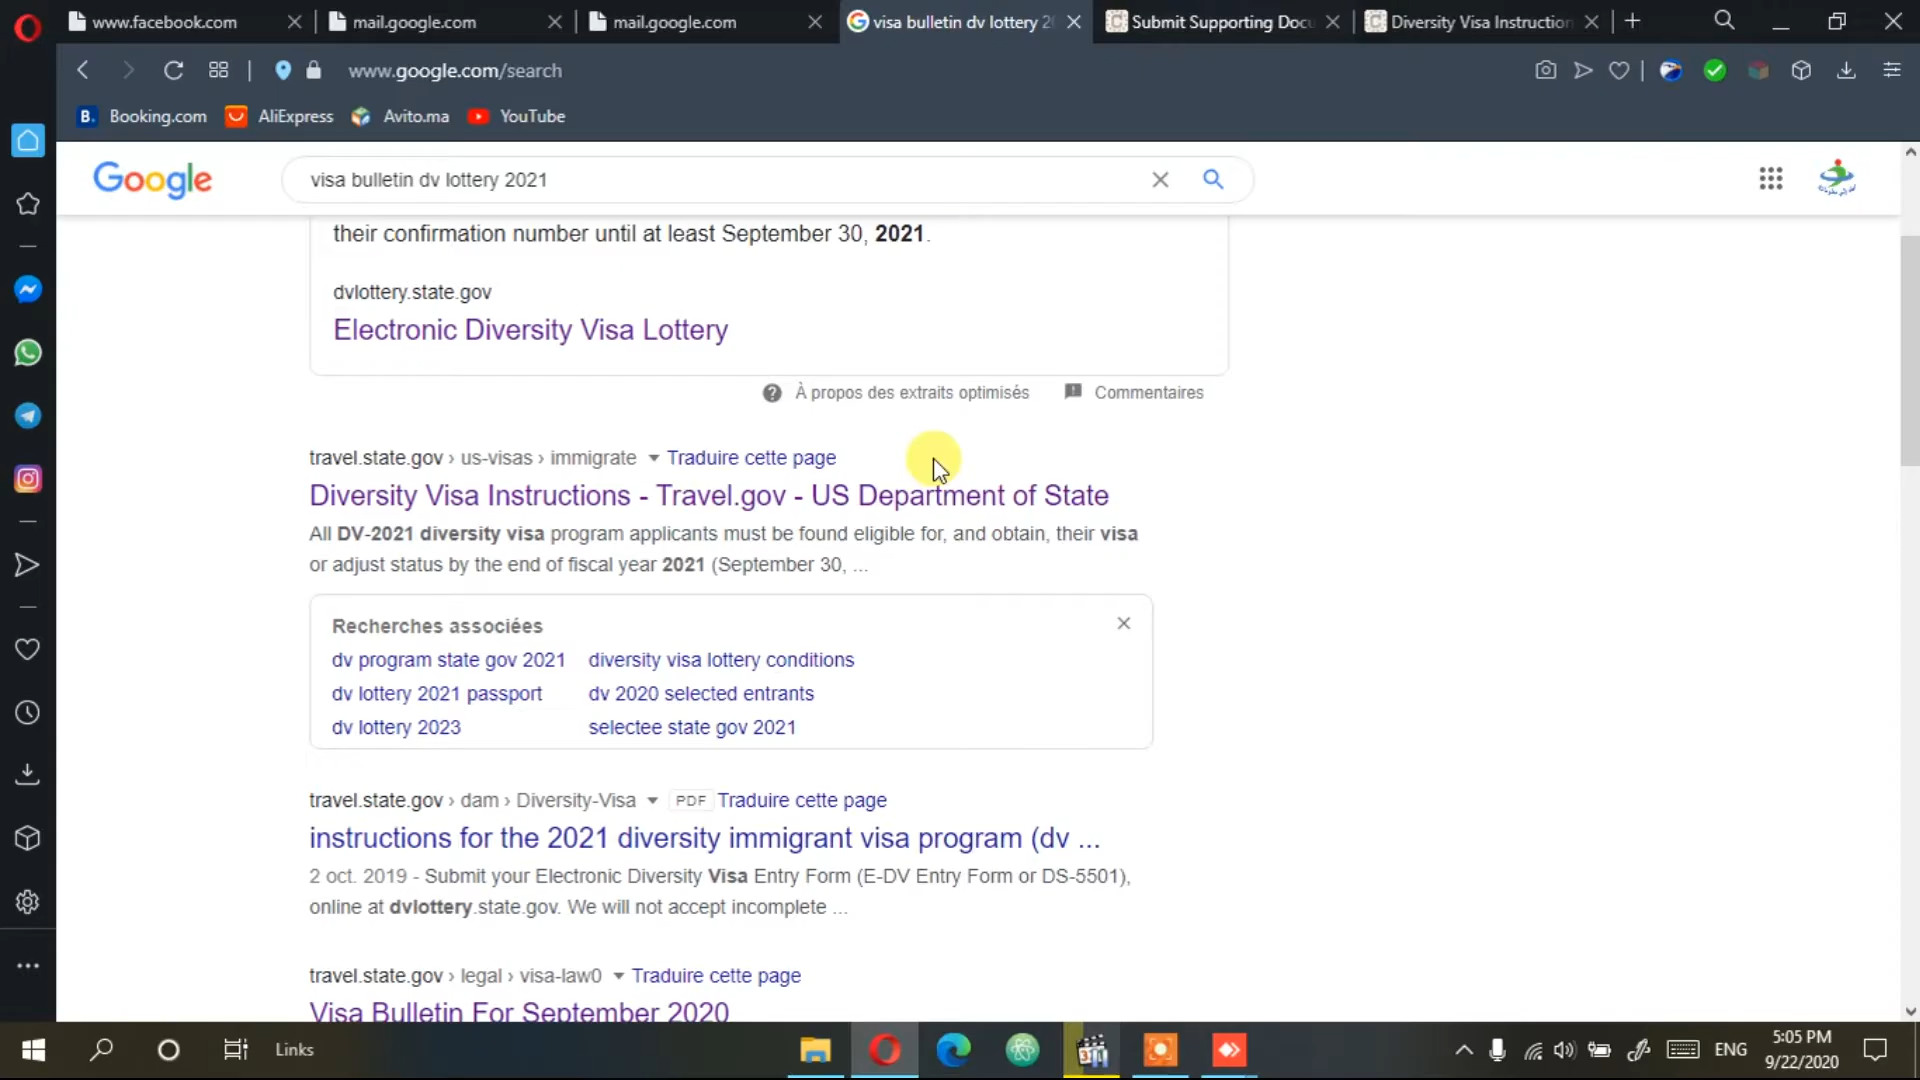 www.facebook.com
mail.google.com
mail.google.com
visa bulletin dv lottery 2
Submit Supporting Doc
Diversity Visa Instruction
www.google.com/search
B. Booking.com
AliExpress
Avito.ma
YouTube
Google
visa bulletin dv lottery 2021
their confirmation number until at least September 30, 2021.
dvlottery.state.gov
Electronic Diversity Visa Lottery
À propos des extraits optimisés
Commentaires
travel.state.gov › us-visas › immigrate Traduire cette page
Diversity Visa Instructions - Travel.gov - US Department of State
All DV-2021 diversity visa program applicants must be found eligible for, and obtain, their visa
or adjust status by the end of fiscal year 2021 (September 30, ...
Recherches associées
dv program state gov 2021 diversity visa lottery conditions
dv lottery 2021 passport dv 2020 selected entrants
dv lottery 2023 selectee state gov 2021
travel.state.gov › dam › Diversity-Visa PDF Traduire cette page
instructions for the 2021 diversity immigrant visa program (dv ...
2 oct. 2019 - Submit your Electronic Diversity Visa Entry Form (E-DV Entry Form or DS-5501),
online at dvlottery.state.gov. We will not accept incomplete ...
travel.state.gov › legal › visa-law0 Traduire cette page
Visa Bulletin For September 2020
Links
ENG
5:05 PM
9/22/2020